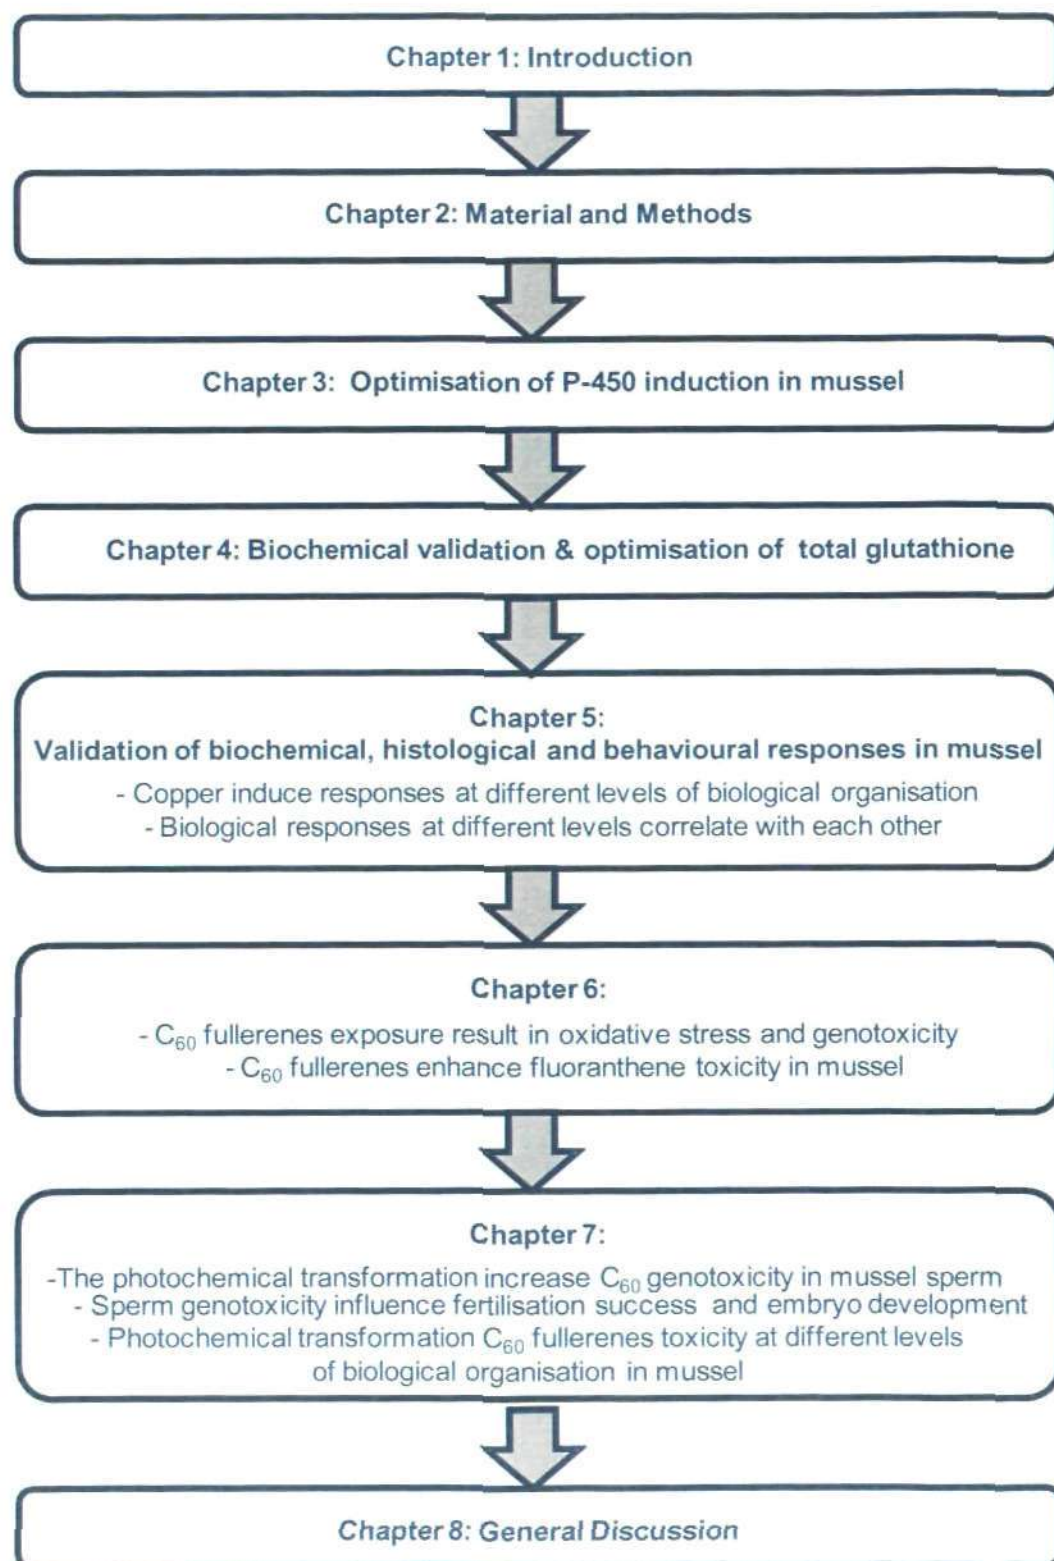 Chapter 1: Introduction
Chapter 2: Material and Methods
Chapter 3: Optimisation of P-450 induction in mussel
Chapter 4: Biochemical validation & optimisation of total glutathione
Chapter 5:
Validation of biochemical, histological and behavioural responses in mussel
- Copper induce responses at different levels of biological organisation
- Biological responses at different levels correlate with each other
Chapter 6:
- C₆₀ fullerenes exposure result in oxidative stress and genotoxicity
- C₆₀ fullerenes enhance fluoranthene toxicity in mussel
Chapter 7:
-The photochemical transformation increase C₆₀ genotoxicity in mussel sperm
- Sperm genotoxicity influence fertilisation success and embryo development
- Photochemical transformation C₆₀ fullerenes toxicity at different levels
of biological organisation in mussel
Chapter 8: General Discussion